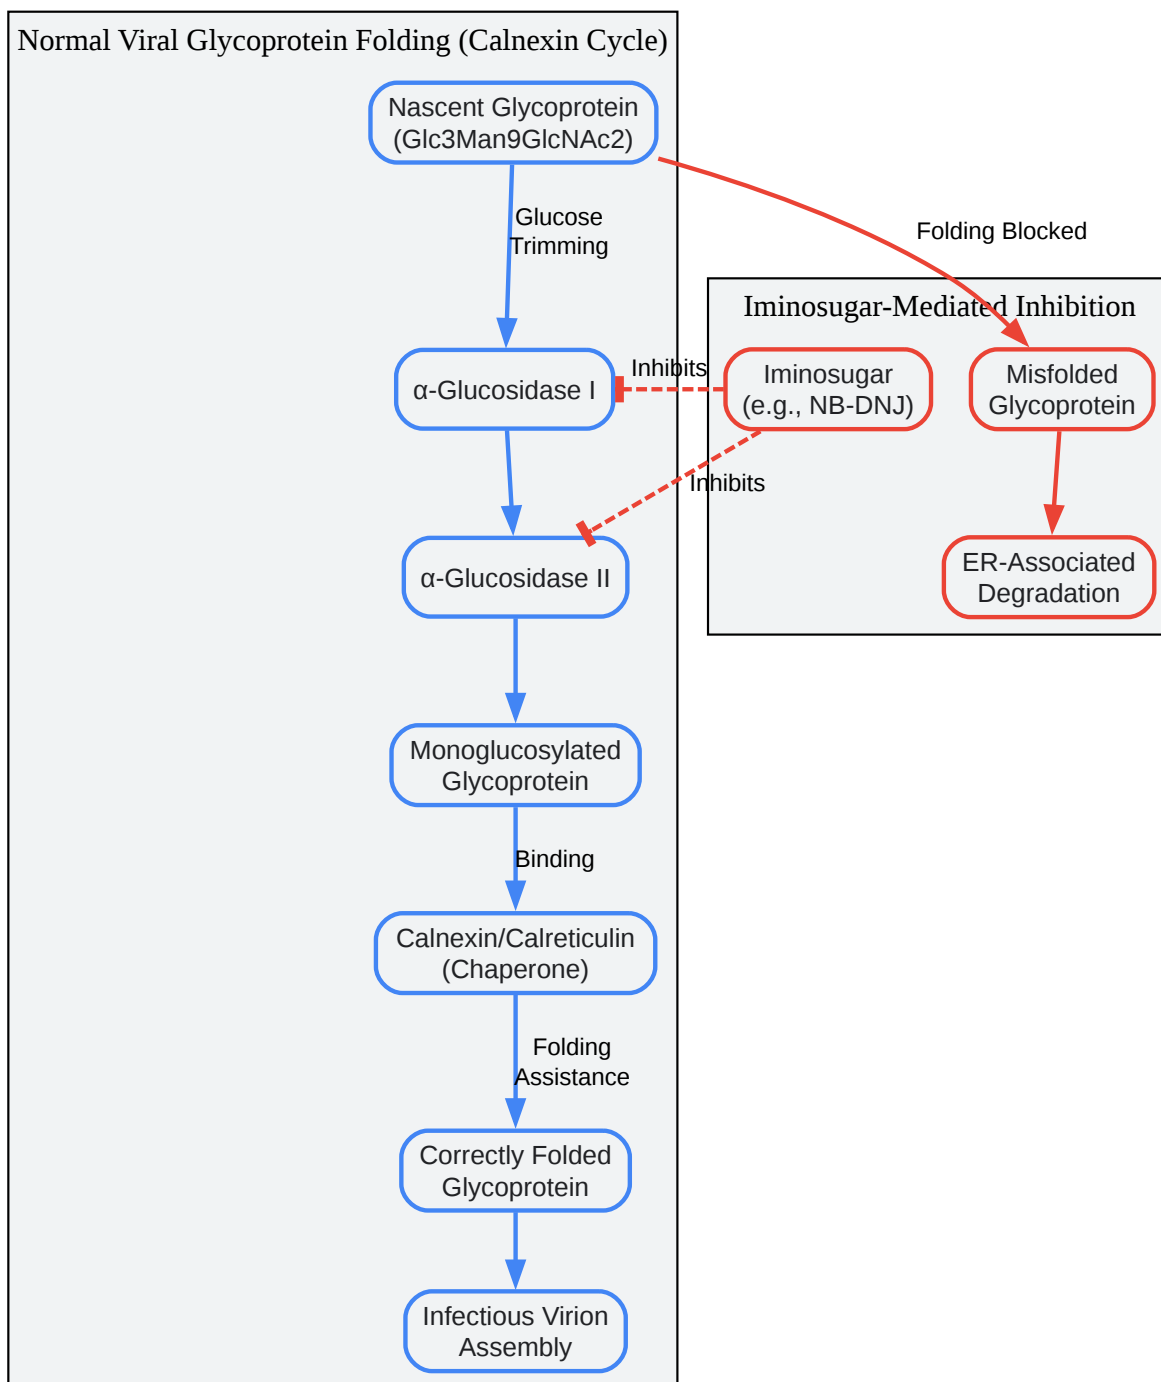 Normal Viral Glycoprotein Folding (Calnexin Cycle)
Nascent Glycoprotein
(Glc3Man9GlcNAc2)
Glucose
Trimming
Folding Blocked
Iminosugar-Mediated Inhibition
α-Glucosidase I
Inhibits
Iminosugar
(e.g., NB-DNJ)
Misfolded
Glycoprotein
Inhibits
α-Glucosidase II
ER-Associated
Degradation
Monoglucosylated
Glycoprotein
Binding
Calnexin/Calreticulin
(Chaperone)
Folding
Assistance
Correctly Folded
Glycoprotein
Infectious Virion
Assembly